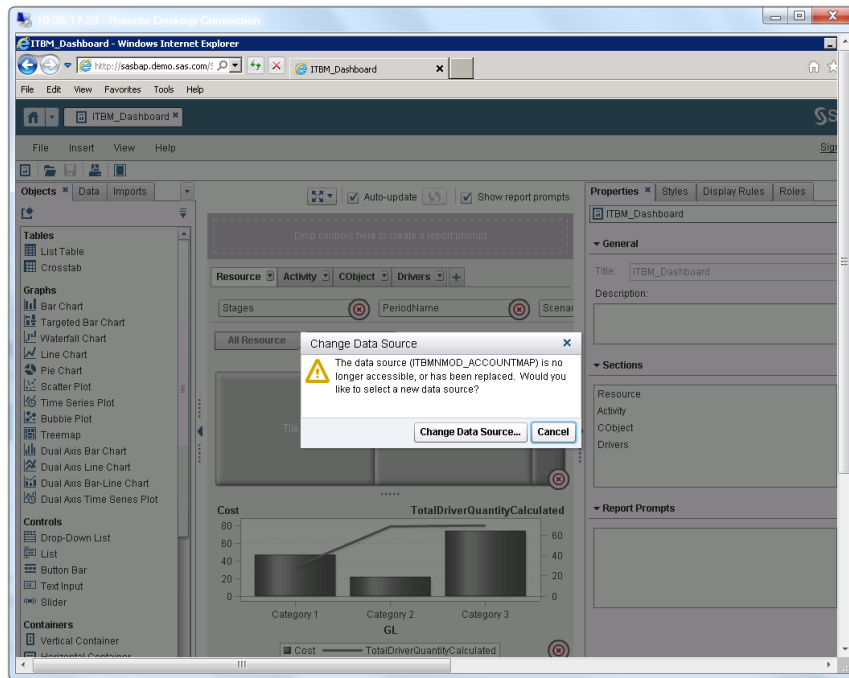 10.38.17.23 - Remote Desktop Connection
ITBM_Dashboard - Windows Internet Explorer
http://sasbap.demo.sas.com/
ITBM_Dashboard
File Edit View Favorites Tools Help
ITBM_Dashboard
File Insert View Help
Objects Data Imports
Auto-update
Show report prompts
Properties Styles Display Rules Roles
ITBM_Dashboard
Drop controls here to create a report prompt
Tables
List Table
Crosstab
General
Title: ITBM_Dashboard
Description:
Graphs
Bar Chart
Targeted Bar Chart
Waterfall Chart
Line Chart
Pie Chart
Scatter Plot
Time Series Plot
Bubble Plot
Treemap
Dual Axis Bar Chart
Dual Axis Line Chart
Dual Axis Bar-Line Chart
Dual Axis Time Series Plot
Resource Activity CObject Drivers
Stages PeriodName
All Resource
Change Data Source
The data source (ITBMNMOD_ACCOUNTMAP) is no
longer accessible, or has been replaced. Would you
like to select a new data source?
Change Data Source... Cancel
Sections
Resource
Activity
CObject
Drivers
Report Prompts
Controls
Drop-Down List
List
Button Bar
Text Input
Slider
Containers
Vertical Container
Horizontal Container
Cost TotalDriverQuantityCalculated
80
60
40
20
0
60
40
20
0
Category 1 Category 2 Category 3
GL
Cost TotalDriverQuantityCalculated